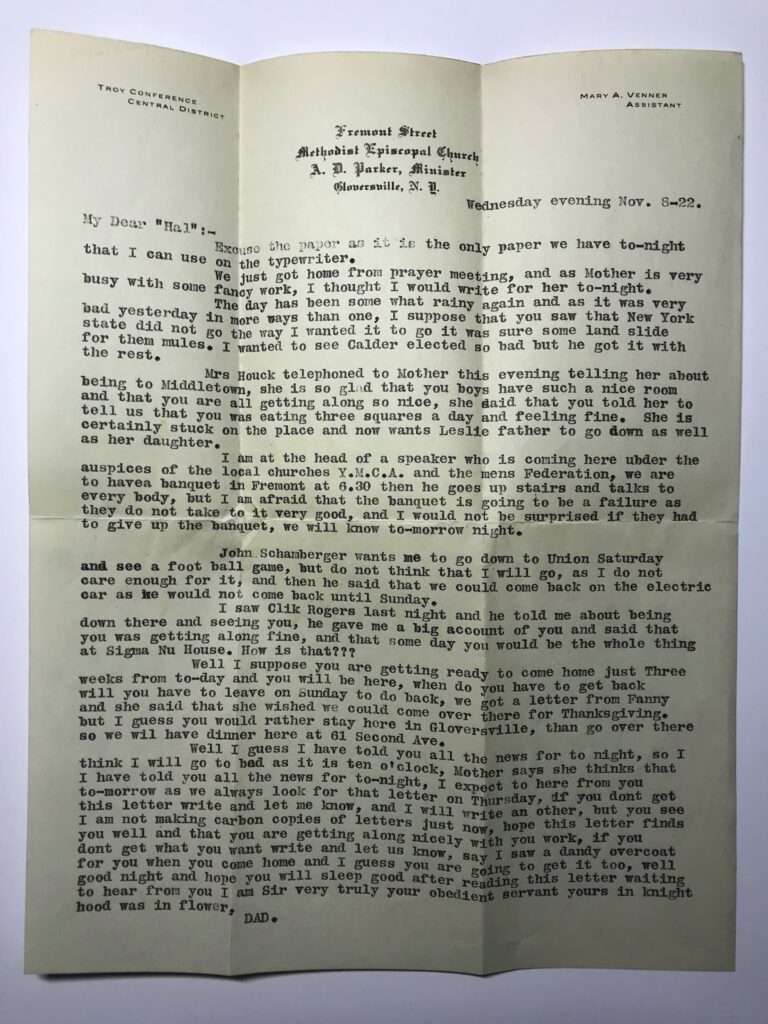 TROY CONFERENCE
CENTRAL DISTRICT
MARY A. VENNER
ASSISTANT
Fremont Street
Methodist Episcopal Church
A. D. Parker, Minister
Gloversville, N. Y.
Wednesday evening Nov. 8-22.
My Dear "Hal":-
Excuse the paper as it is the only paper we have to-night
that I can use on the typewriter.
We just got home from prayer meeting, and as Mother is very
busy with some fancy work, I thought I would write for her to-night.
The day has been some what rainy again and as it was very
bad yesterday in more ways than one, I suppose that you saw that New York
state did not go the way I wanted it to go it was sure some land slide
for them mules. I wanted to see Calder elected so bad but he got it with
the rest.
Mrs Houck telephoned to Mother this evening telling her about
being to Middletown, she is so glad that you boys have such a nice room
and that you are all getting along so nice, she daid that you told her to
tell us that you was eating three squares a day and feeling fine. She is
certainly stuck on the place and now wants Leslie father to go down as well
as her daughter.
I am at the head of a speaker who is coming here ubder the
auspices of the local churches Y.M.C.A. and the mens Federation, we are
to havea banquet in Fremont at 6.30 then he goes up stairs and talks to
every body, but I am afraid that the banquet is going to be a failure as
they do not take to it very good, and I would not be surprised if they had
to give up the banquet, we will know to-morrow night.
John Schamberger wants me to go down to Union Saturday
and see a foot ball game, but do not think that I will go, as I do not
care enough for it, and then he said that we could come back on the electric
car as he would not come back until Sunday.
I saw Clik Rogers last night and he told me about being
down there and seeing you, he gave me a big account of you and said that
you was getting along fine, and that some day you would be the whole thing
at Sigma Nu House. How is that???
Well I suppose you are getting ready to come home just Three
weeks from to-day and you will be here, when do you have to get back
will you have to leave on Sunday to do back, we got a letter from Fanny
and she said that she wished we could come over there for Thanksgiving.
but I guess you would rather stay here in Gloversville, than go over there
so we wil have dinner here at 61 Second Ave.
Well I guess I have told you all the news for to night, so I
think I will go to bad as it is ten o'clock, Mother says she thinks that
I have told you all the news for to-night, I expect to here from you
to-morrow as we always look for that letter on Thursday, if you dont get
this letter write and let me know, and I will write an other, but you see
I am not making carbon copies of letters just now, hope this letter finds
you well and that you are getting along nicely with you work, if you
dont get what you want write and let us know, say I saw a dandy overcoat
for you when you come home and I guess you are going to get it too, well
good night and hope you will sleep good after reading this letter waiting
to hear from you I am Sir very truly your obedient servant yours in knight
hood was in flower,
DAD.